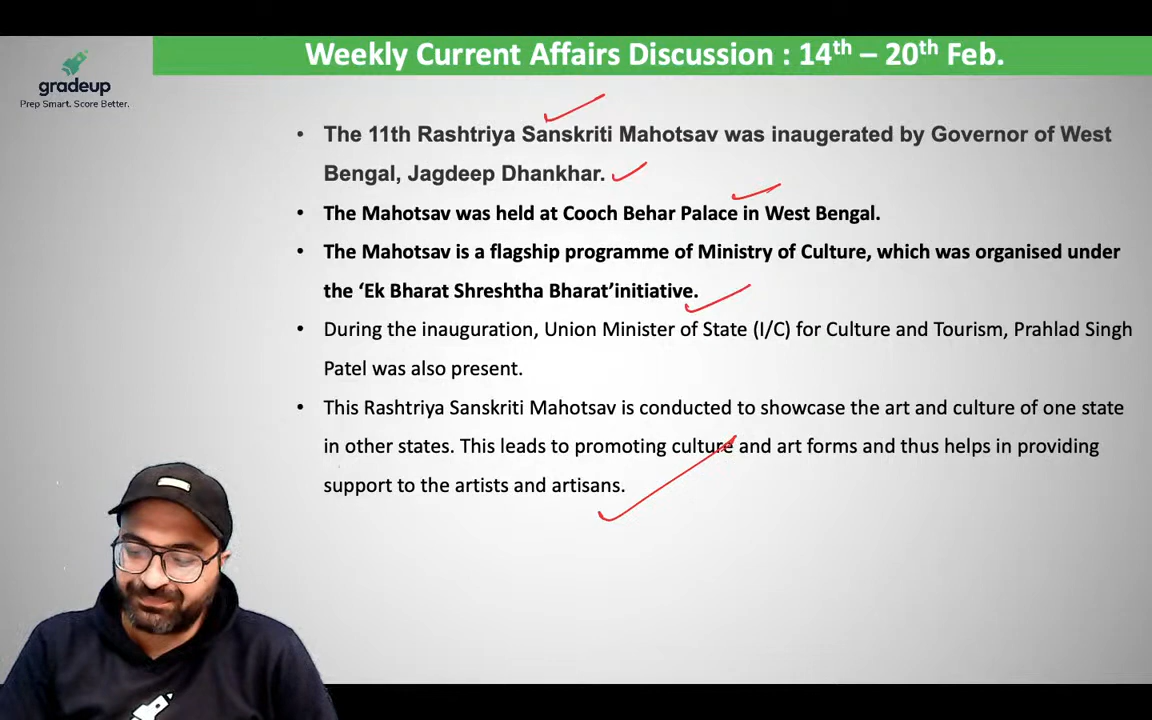 Weekly Current Affairs Discussion : 14th – 20th Feb.
gradeup
Prep Smart. Score Better.
• The 11th Rashtriya Sanskriti Mahotsav was inaugerated by Governor of West
Bengal, Jagdeep Dhankhar.
• The Mahotsav was held at Cooch Behar Palace in West Bengal.
• The Mahotsav is a flagship programme of Ministry of Culture, which was organised under
the ‘Ek Bharat Shreshtha Bharat’initiative.
• During the inauguration, Union Minister of State (I/C) for Culture and Tourism, Prahlad Singh
Patel was also present.
• This Rashtriya Sanskriti Mahotsav is conducted to showcase the art and culture of one state
in other states. This leads to promoting culture and art forms and thus helps in providing
support to the artists and artisans.